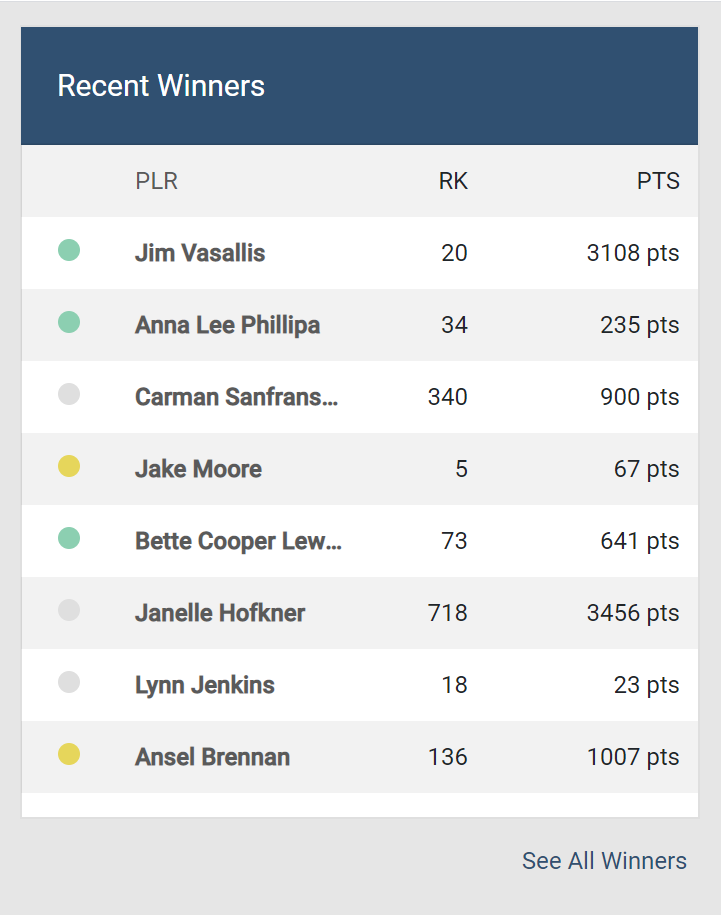 Recent Winners
PLR RK PTS
Jim Vasallis 20 3108 pts
Anna Lee Phillipa 34 235 pts
Carman Sanfrans... 340 900 pts
Jake Moore 5 67 pts
Bette Cooper Lew... 73 641 pts
Janelle Hofkner 718 3456 pts
Lynn Jenkins 18 23 pts
Ansel Brennan 136 1007 pts
See All Winners